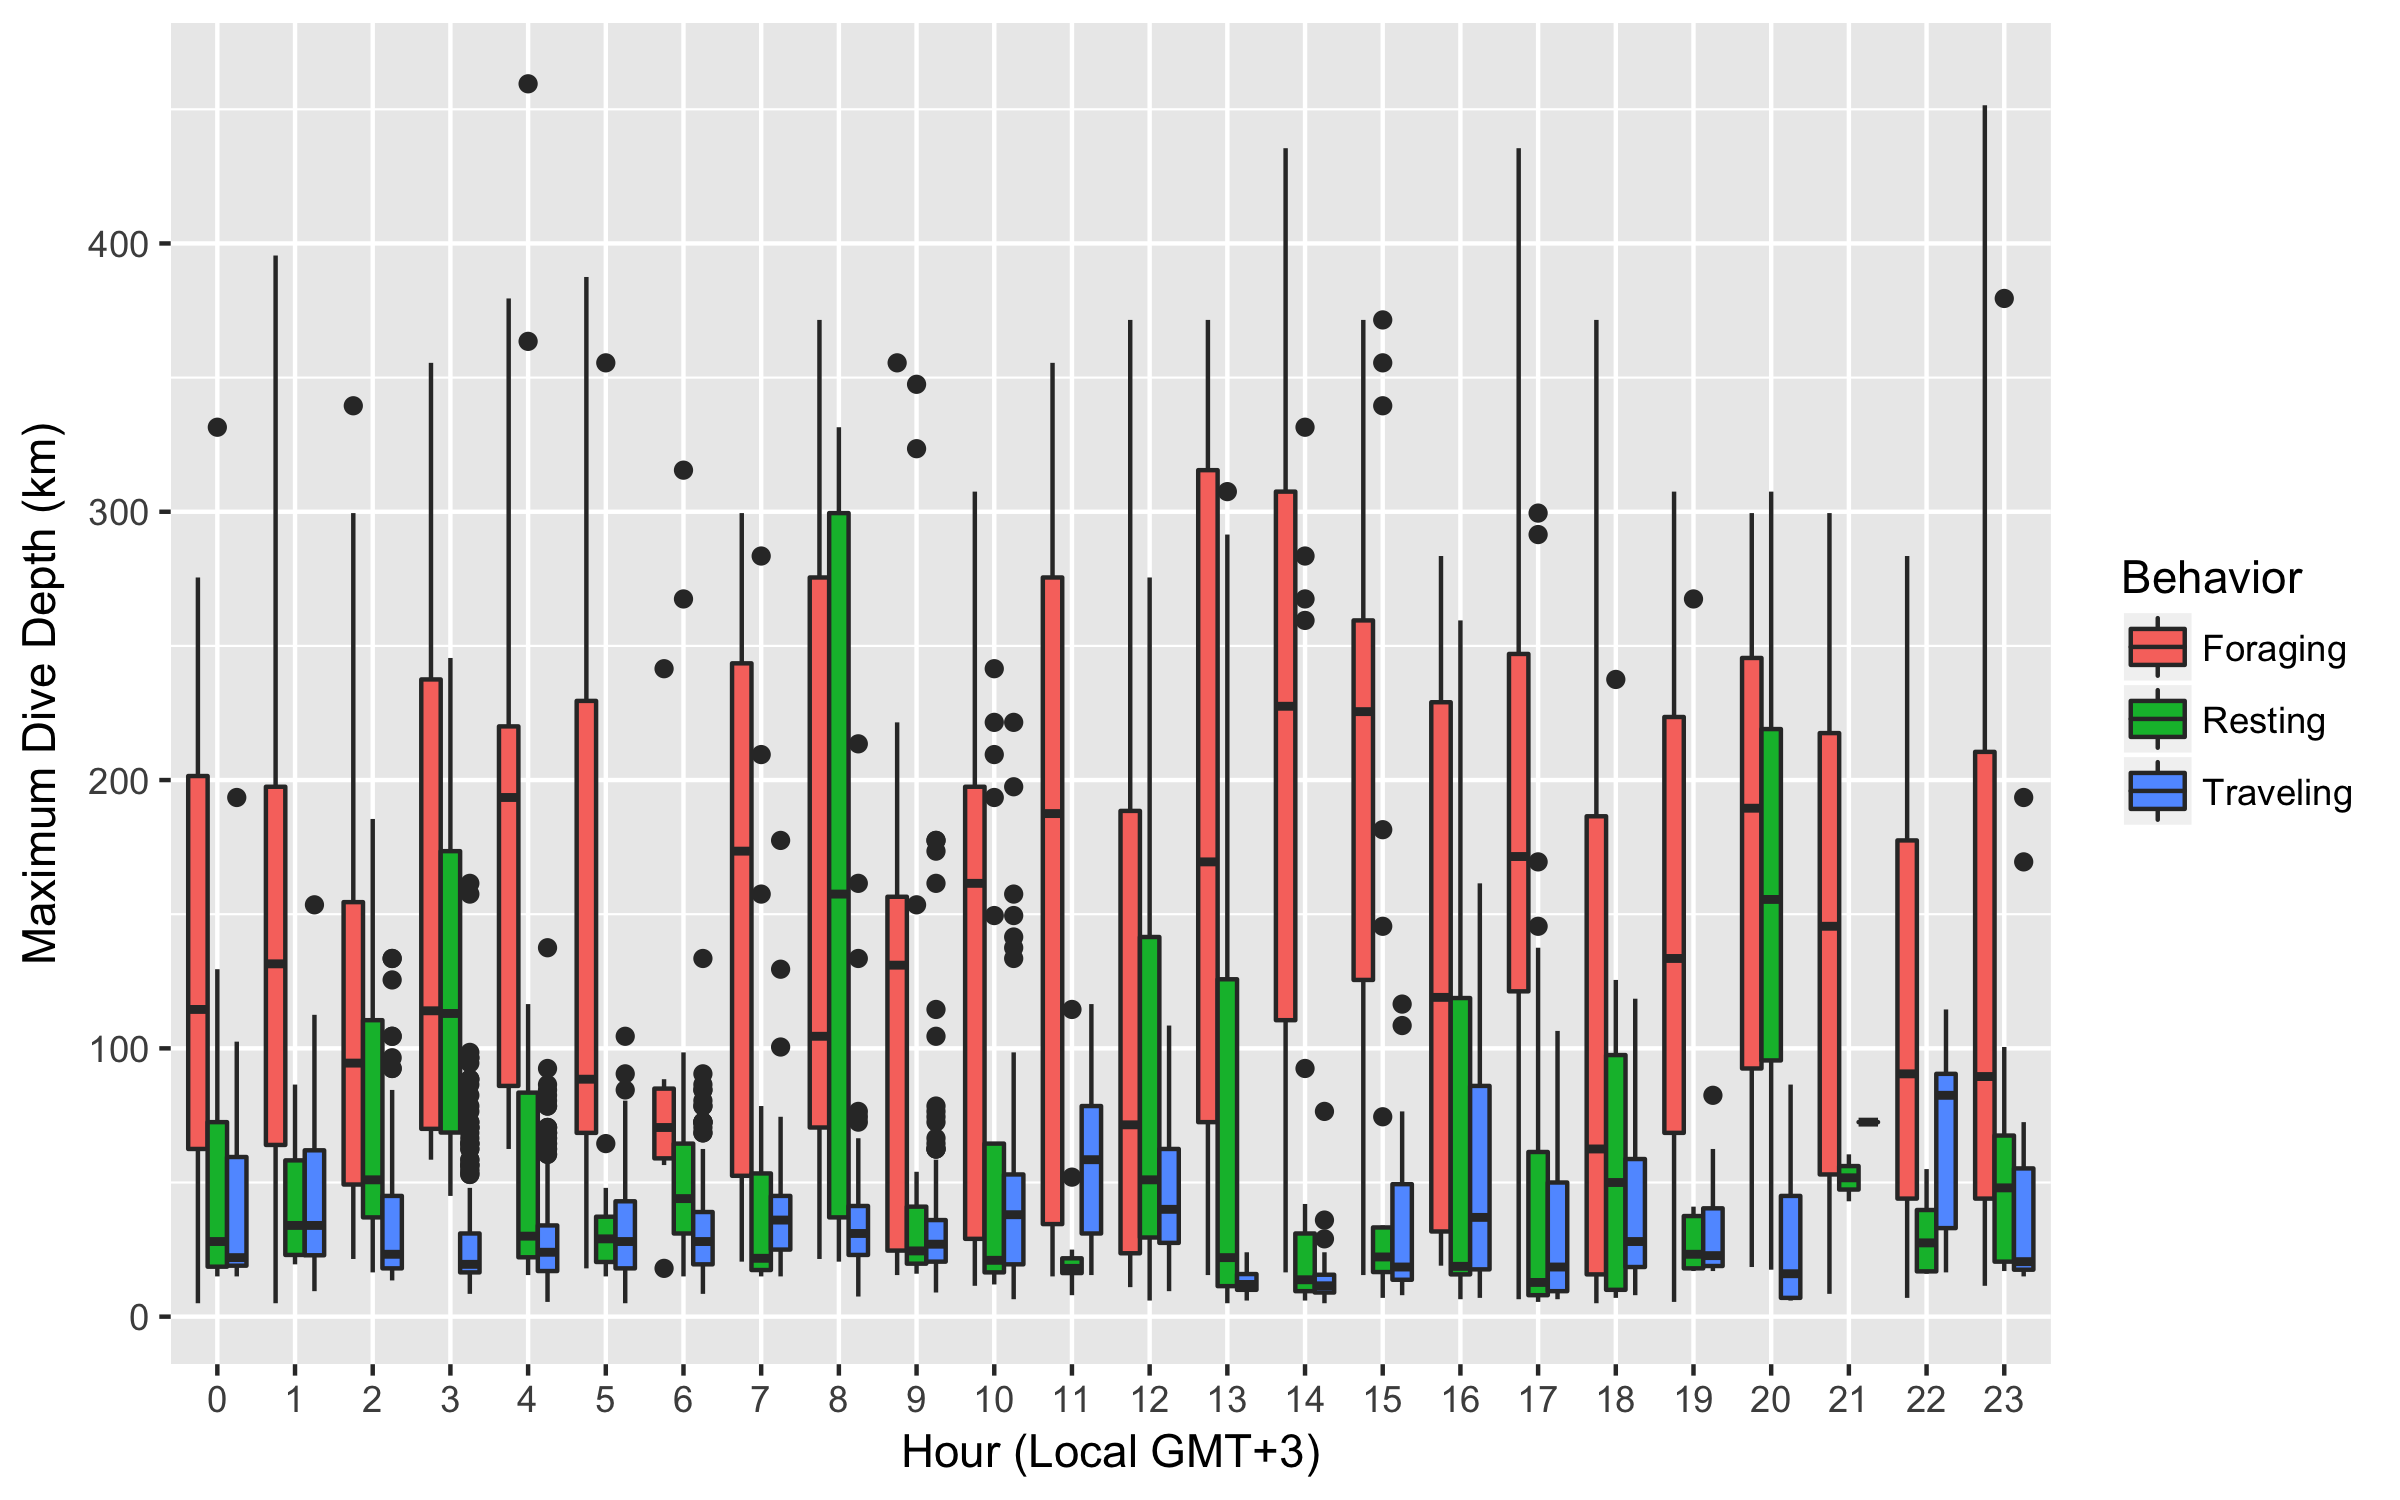 Maximum Dive Depth (km)
400
300
200
100
0
0 1 2 3 4 5 6 7 8 9 10 11 12 13 14 15 16 17 18 19 20 21 22 23
Hour (Local GMT+3)
Behavior
Foraging
Resting
Traveling